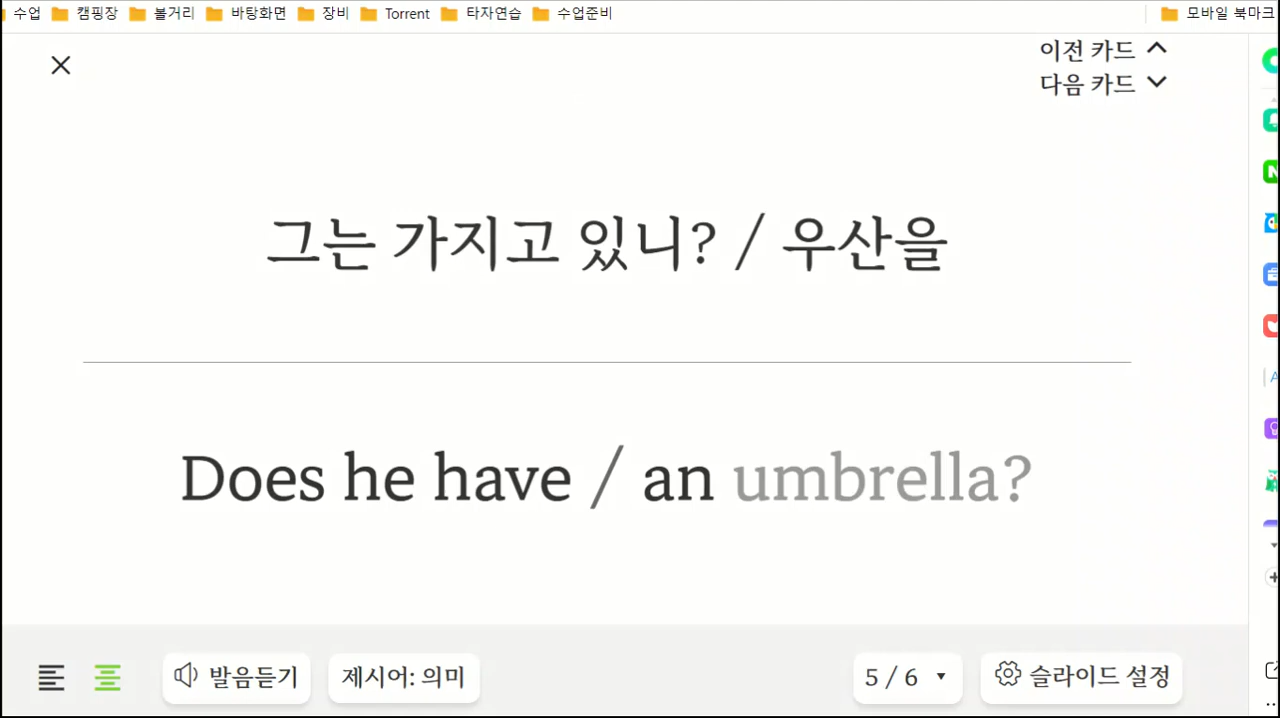 수업 캠핑장 볼거리 바탕화면 장비 Torrent 타자연습 수업준비 모바일 북마크
이전 카드
다음 카드
그는 가지고 있니? / 우산을
Does he have / an umbrella?
발음듣기 제시어: 의미 5 / 6 슬라이드 설정